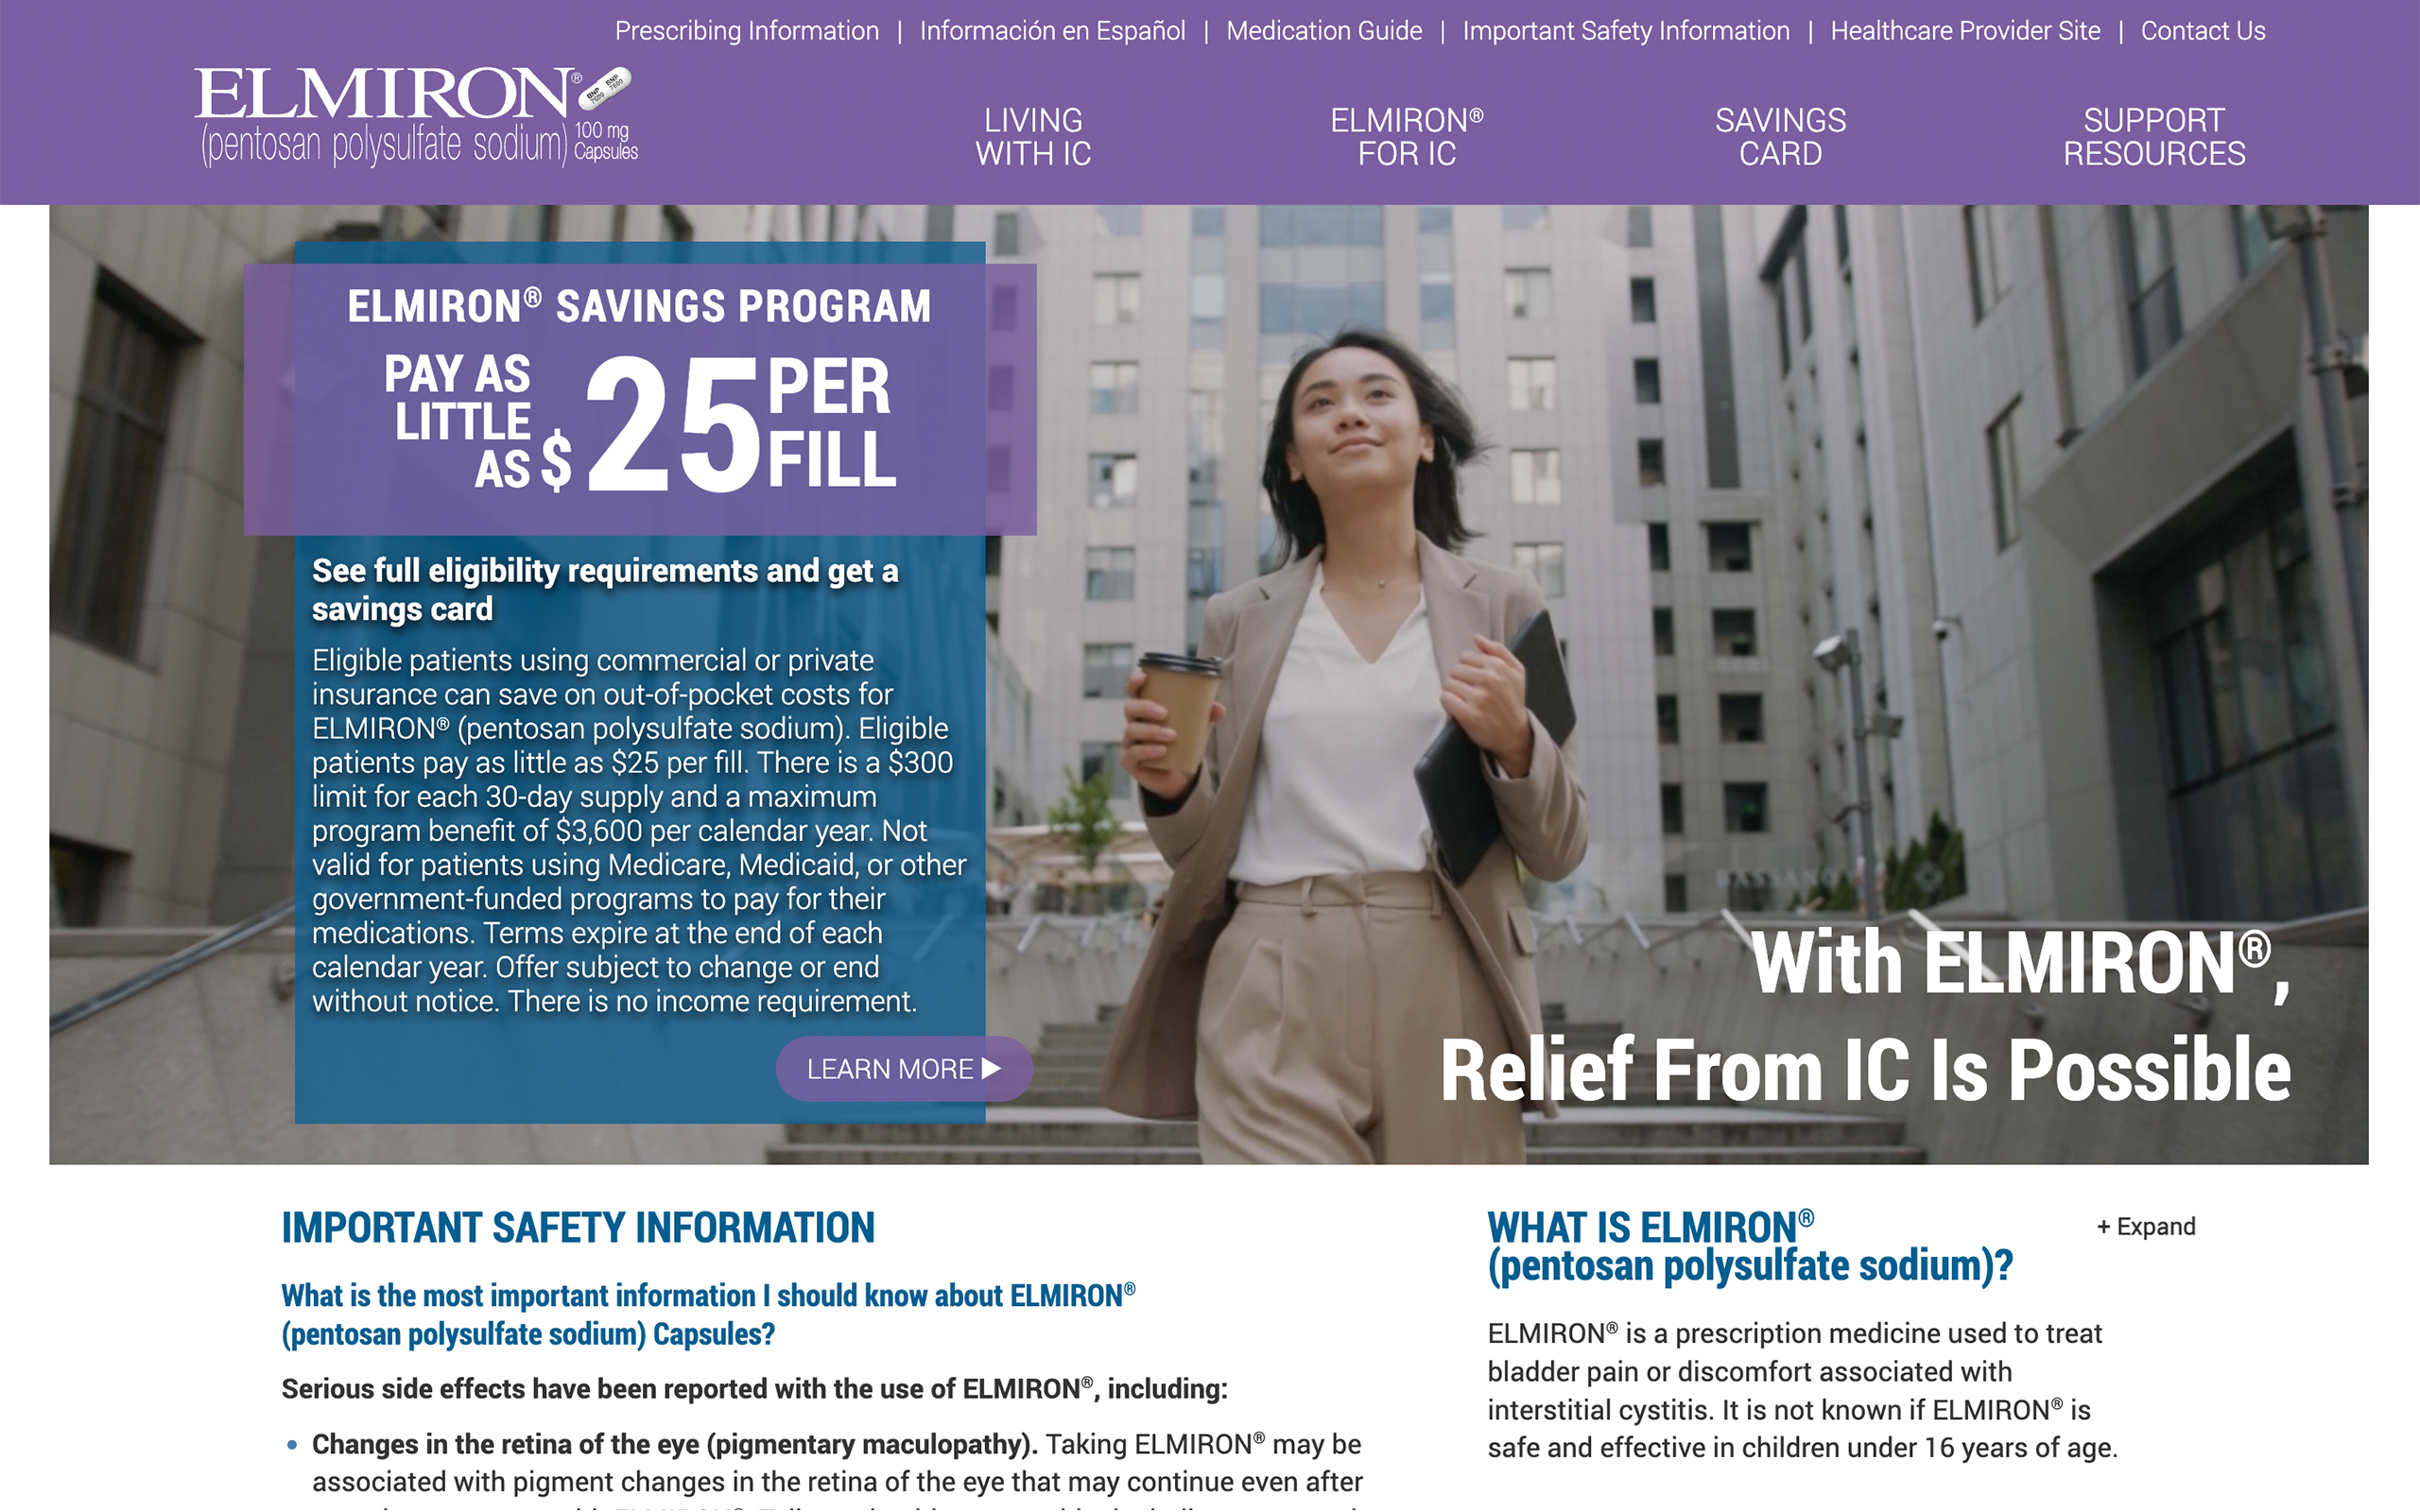 Prescribing Information | Información en Español | Medication Guide | Important Safety Information | Healthcare Provider Site | Contact Us
ELMIRON®
BNP 7600 BNP 7600
(pentosan polysulfate sodium) 100 mg Capsules
LIVING WITH IC
ELMIRON® FOR IC
SAVINGS CARD
SUPPORT RESOURCES
ELMIRON® SAVINGS PROGRAM
PAY AS LITTLE AS $25 PER FILL
See full eligibility requirements and get a
savings card
Eligible patients using commercial or private
insurance can save on out-of-pocket costs for
ELMIRON® (pentosan polysulfate sodium). Eligible
patients pay as little as $25 per fill. There is a $300
limit for each 30-day supply and a maximum
program benefit of $3,600 per calendar year. Not
valid for patients using Medicare, Medicaid, or other
government-funded programs to pay for their
medications. Terms expire at the end of each
calendar year. Offer subject to change or end
without notice. There is no income requirement.
LEARN MORE ▶
With ELMIRON®,
Relief From IC Is Possible
IMPORTANT SAFETY INFORMATION
What is the most important information I should know about ELMIRON®
(pentosan polysulfate sodium) Capsules?
Serious side effects have been reported with the use of ELMIRON®, including:
• Changes in the retina of the eye (pigmentary maculopathy). Taking ELMIRON® may be
associated with pigment changes in the retina of the eye that may continue even after
WHAT IS ELMIRON®
(pentosan polysulfate sodium)?
+ Expand
ELMIRON® is a prescription medicine used to treat
bladder pain or discomfort associated with
interstitial cystitis. It is not known if ELMIRON® is
safe and effective in children under 16 years of age.